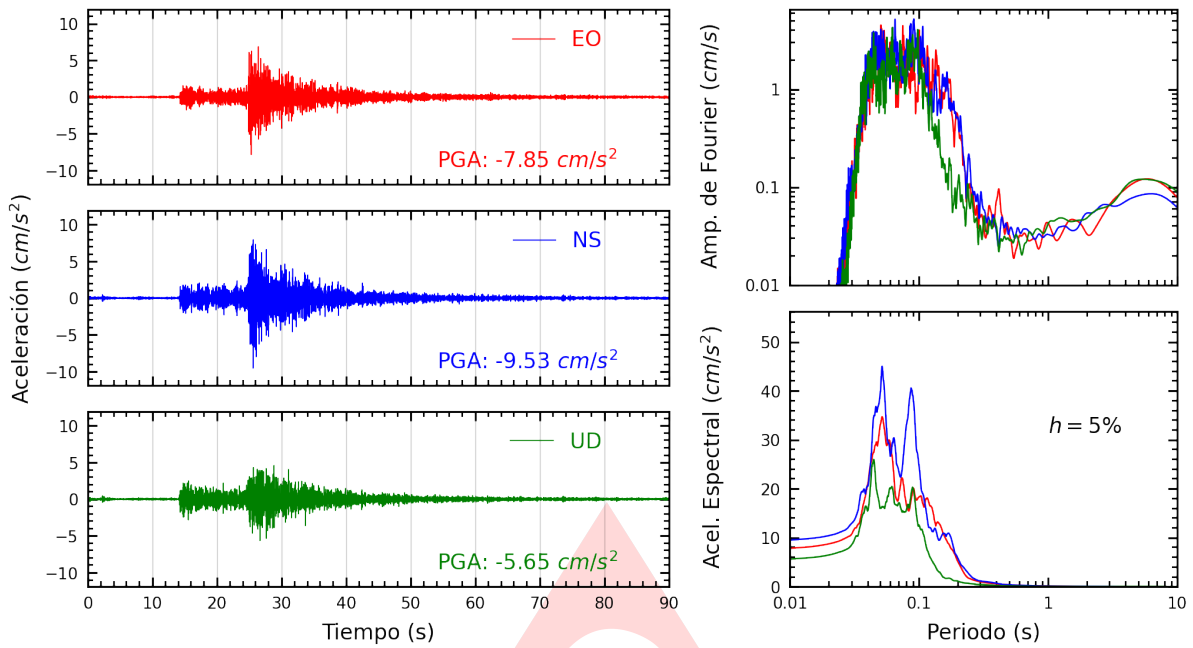 Aceleración (cm/s²)
10
5
0
−5
−10
EO
PGA: -7.85 cm/s²
10
5
0
−5
−10
NS
PGA: -9.53 cm/s²
10
5
0
−5
−10
UD
PGA: -5.65 cm/s²
0 10 20 30 40 50 60 70 80 90
Tiempo (s)
Amp. de Fourier (cm/s)
1
0.1
0.01
Acel. Espectral (cm/s²)
50
40
30
20
10
0
h = 5%
0.01 0.1 1 10
Periodo (s)